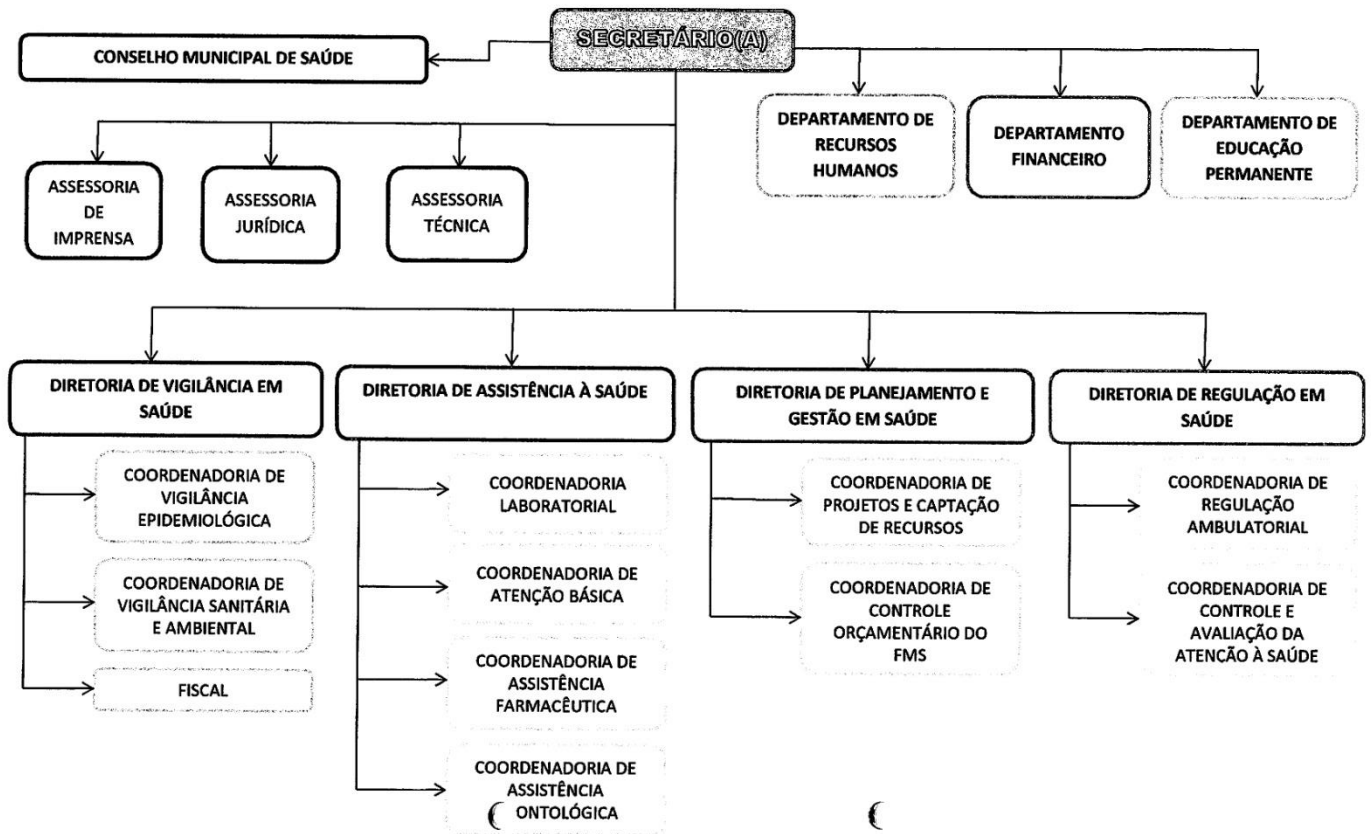 SECRETÁRIO(A)
CONSELHO MUNICIPAL DE SAÚDE
DEPARTAMENTO DE
RECURSOS
HUMANOS
DEPARTAMENTO
FINANCEIRO
DEPARTAMENTO DE
EDUCAÇÃO
PERMANENTE
ASSESSORIA
DE
IMPRENSA
ASSESSORIA
JURÍDICA
ASSESSORIA
TÉCNICA
DIRETORIA DE VIGILÂNCIA EM
SAÚDE
COORDENADORIA DE
VIGILÂNCIA
EPIDEMIOLÓGICA
COORDENADORIA DE
VIGILÂNCIA SANITÁRIA
E AMBIENTAL
FISCAL
DIRETORIA DE ASSISTÊNCIA À SAÚDE
COORDENADORIA
LABORATORIAL
COORDENADORIA DE
ATENÇÃO BÁSICA
COORDENADORIA DE
ASSISTÊNCIA
FARMACÊUTICA
COORDENADORIA DE
ASSISTÊNCIA
ONTOLÓGICA
DIRETORIA DE PLANEJAMENTO E
GESTÃO EM SAÚDE
COORDENADORIA DE
PROJETOS E CAPTAÇÃO
DE RECURSOS
COORDENADORIA DE
CONTROLE
ORÇAMENTÁRIO DO
FMS
DIRETORIA DE REGULAÇÃO EM
SAÚDE
COORDENADORIA DE
REGULAÇÃO
AMBULATORIAL
COORDENADORIA DE
CONTROLE E
AVALIAÇÃO DA
ATENÇÃO À SAÚDE